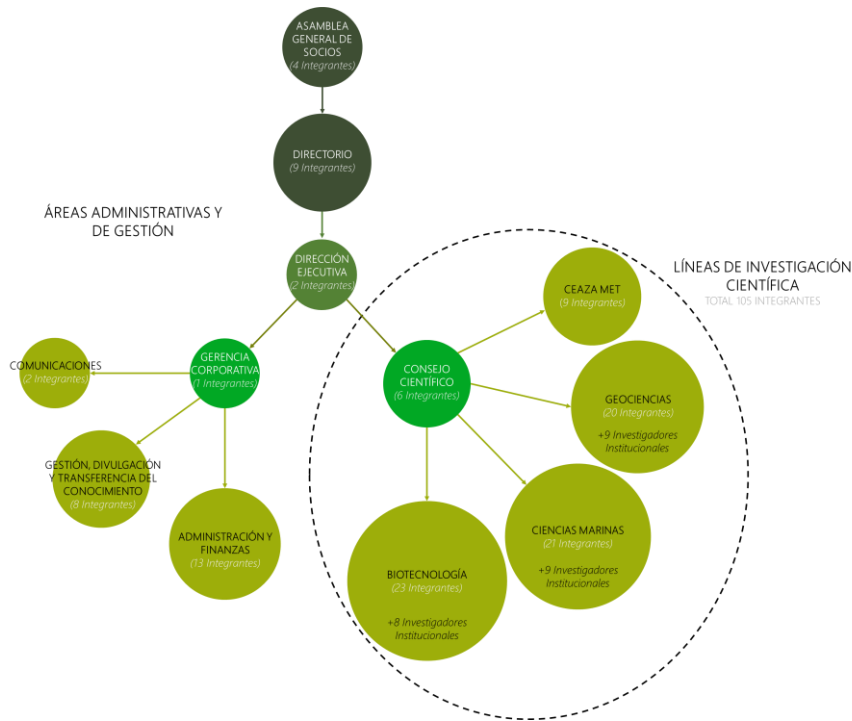 ASAMBLEA
GENERAL DE
SOCIOS
(4 Integrantes)
DIRECTORIO
(9 Integrantes)
ÁREAS ADMINISTRATIVAS Y
DE GESTIÓN
DIRECCIÓN
EJECUTIVA
(2 Integrantes)
LÍNEAS DE INVESTIGACIÓN
CIENTÍFICA
TOTAL 105 INTEGRANTES
CEAZA MET
(9 Integrantes)
COMUNICACIONES
(2 Integrantes)
GERENCIA
CORPORATIVA
(1 Integrantes)
CONSEJO
CIENTÍFICO
(6 Integrantes)
GEOCIENCIAS
(20 Integrantes)
+9 Investigadores
Institucionales
GESTIÓN, DIVULGACIÓN
Y TRANSFERENCIA DEL
CONOCIMIENTO
(8 Integrantes)
ADMINISTRACIÓN Y
FINANZAS
(13 Integrantes)
CIENCIAS MARINAS
(21 Integrantes)
+9 Investigadores
Institucionales
BIOTECNOLOGÍA
(23 Integrantes)
+8 Investigadores
Institucionales